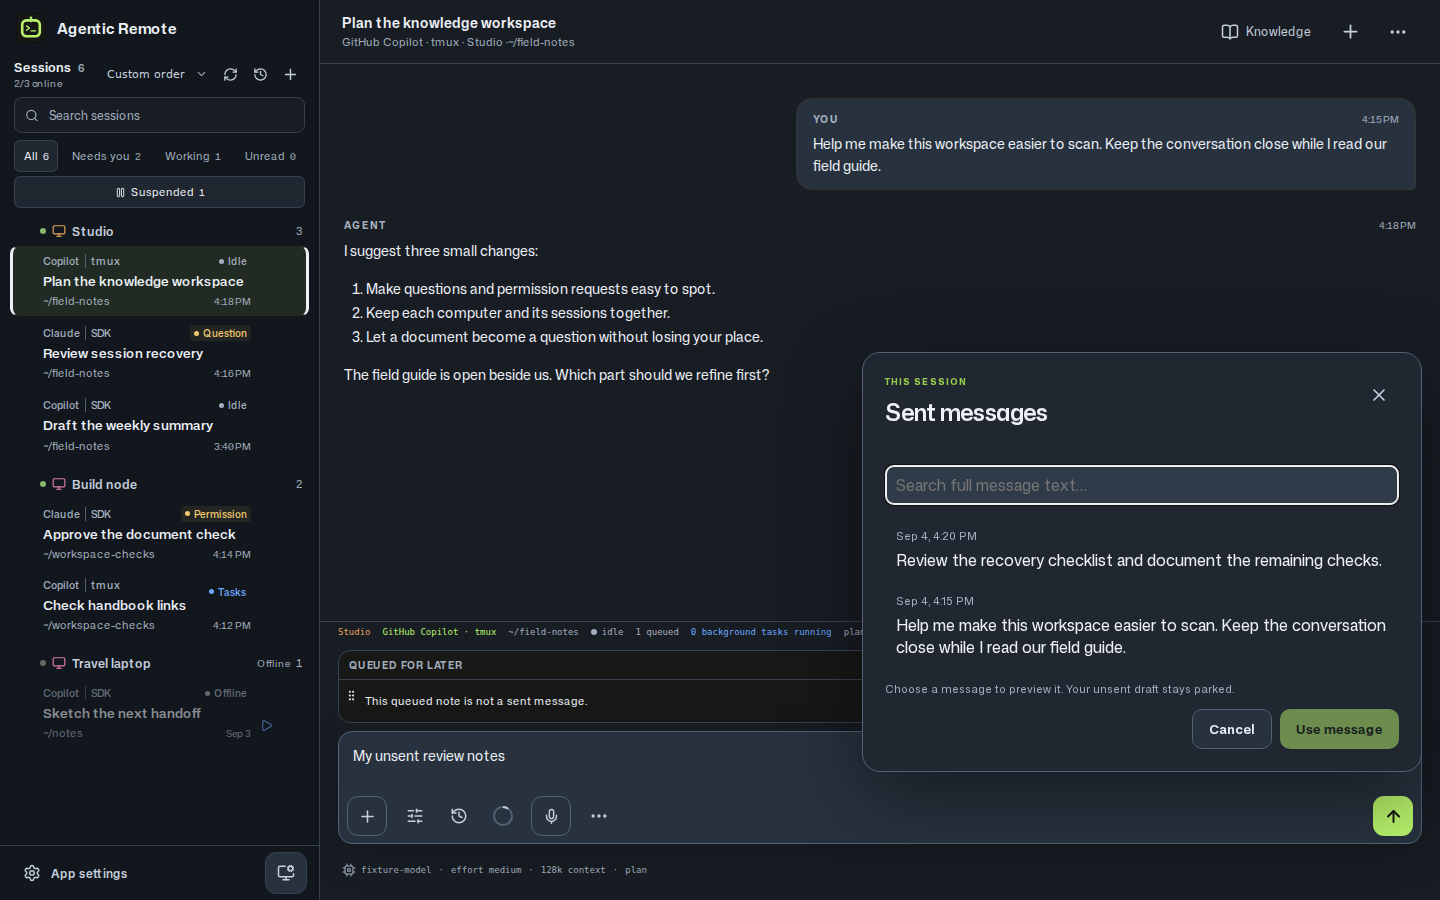 Agentic Remote
Sessions 6
2/3 online
Custom order
Search sessions
All 6
Needs you 2
Working 1
Unread 0
Suspended 1
Studio 3
Copilot | tmux Idle
Plan the knowledge workspace
~/field-notes 4:18 PM
Claude | SDK Question
Review session recovery
~/field-notes 4:16 PM
Copilot | SDK Idle
Draft the weekly summary
~/field-notes 3:40 PM
Build node 2
Claude | SDK Permission
Approve the document check
~/workspace-checks 4:14 PM
Copilot | tmux Tasks
Check handbook links
~/workspace-checks 4:12 PM
Travel laptop Offline 1
Copilot | SDK Offline
Sketch the next handoff
~/notes Sep 3
App settings
Plan the knowledge workspace
GitHub Copilot · tmux · Studio · ~/field-notes
Knowledge
YOU 4:15 PM
Help me make this workspace easier to scan. Keep the conversation close while I read our
field guide.
AGENT 4:18 PM
I suggest three small changes:
1. Make questions and permission requests easy to spot.
2. Keep each computer and its sessions together.
3. Let a document become a question without losing your place.
The field guide is open beside us. Which part should we refine first?
Studio GitHub Copilot · tmux ~/field-notes idle 1 queued 0 background tasks running plan
QUEUED FOR LATER
This queued note is not a sent message.
My unsent review notes
fixture-model · effort medium · 128k context · plan
THIS SESSION
Sent messages
Search full message text...
Sep 4, 4:20 PM
Review the recovery checklist and document the remaining checks.
Sep 4, 4:15 PM
Help me make this workspace easier to scan. Keep the conversation
close while I read our field guide.
Choose a message to preview it. Your unsent draft stays parked.
Cancel
Use message